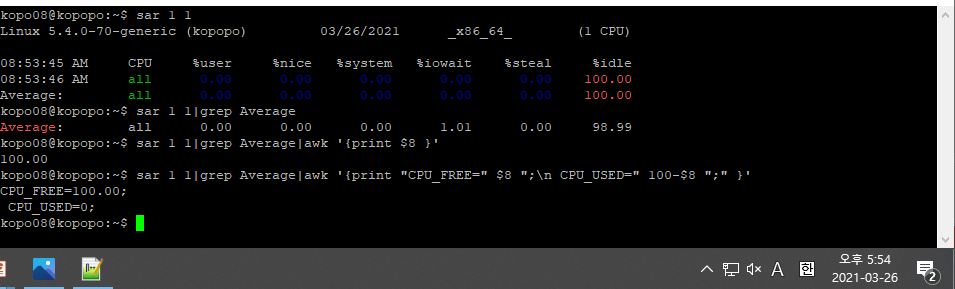 kopo08@kopopo:~$ sar 1 1
Linux 5.4.0-70-generic (kopopo) 03/26/2021 _x86_64_ (1 CPU)
08:53:45 AM CPU %user %nice %system %iowait %steal %idle
08:53:46 AM all 0.00 0.00 0.00 0.00 0.00 100.00
Average: all 0.00 0.00 0.00 0.00 0.00 100.00
kopo08@kopopo:~$ sar 1 1|grep Average
Average: all 0.00 0.00 0.00 1.01 0.00 98.99
kopo08@kopopo:~$ sar 1 1|grep Average|awk '{print $8 }'
100.00
kopo08@kopopo:~$ sar 1 1|grep Average|awk '{print "CPU_FREE=" $8 ";\n CPU_USED=" 100-$8 ";" }'
CPU_FREE=100.00;
 CPU_USED=0;
kopo08@kopopo:~$
A 한 오후 5:54
2021-03-26 2